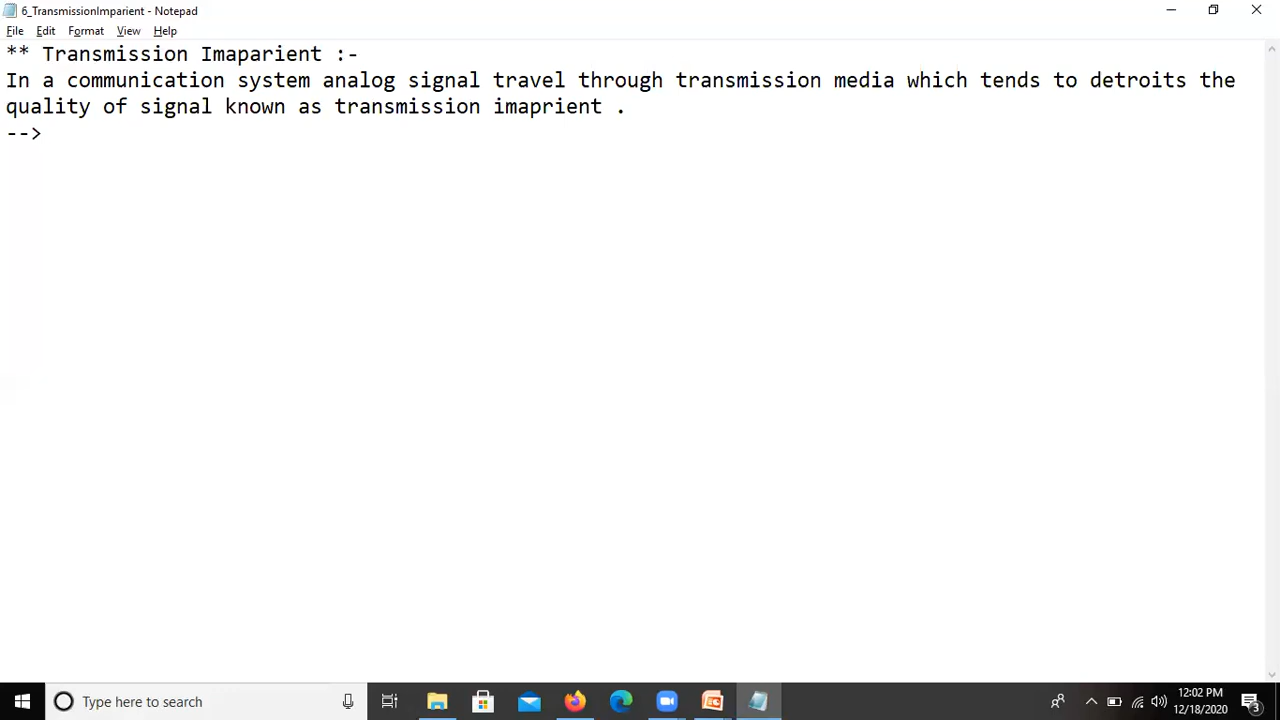 6_TransmissionImparient - Notepad
File Edit Format View Help
** Transmission Imaparient :-
In a communication system analog signal travel through transmission media which tends to detroits the
quality of signal known as transmission imaprient .
-->
Type here to search
12:02 PM
12/18/2020
3